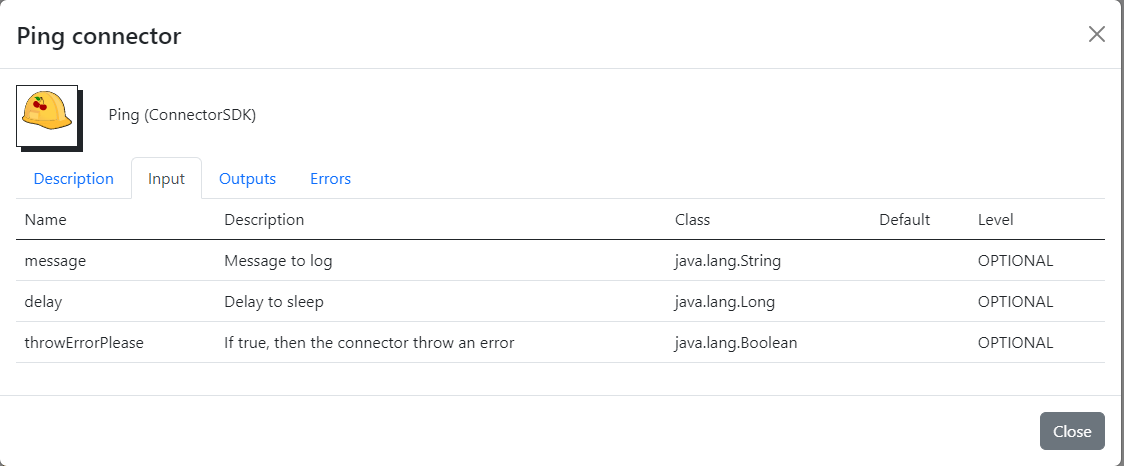 Ping connector
Ping (ConnectorSDK)
Description Input Outputs Errors
Name Description Class Default Level
message Message to log java.lang.String OPTIONAL
delay Delay to sleep java.lang.Long OPTIONAL
throwErrorPlease If true, then the connector throw an error java.lang.Boolean OPTIONAL
Close